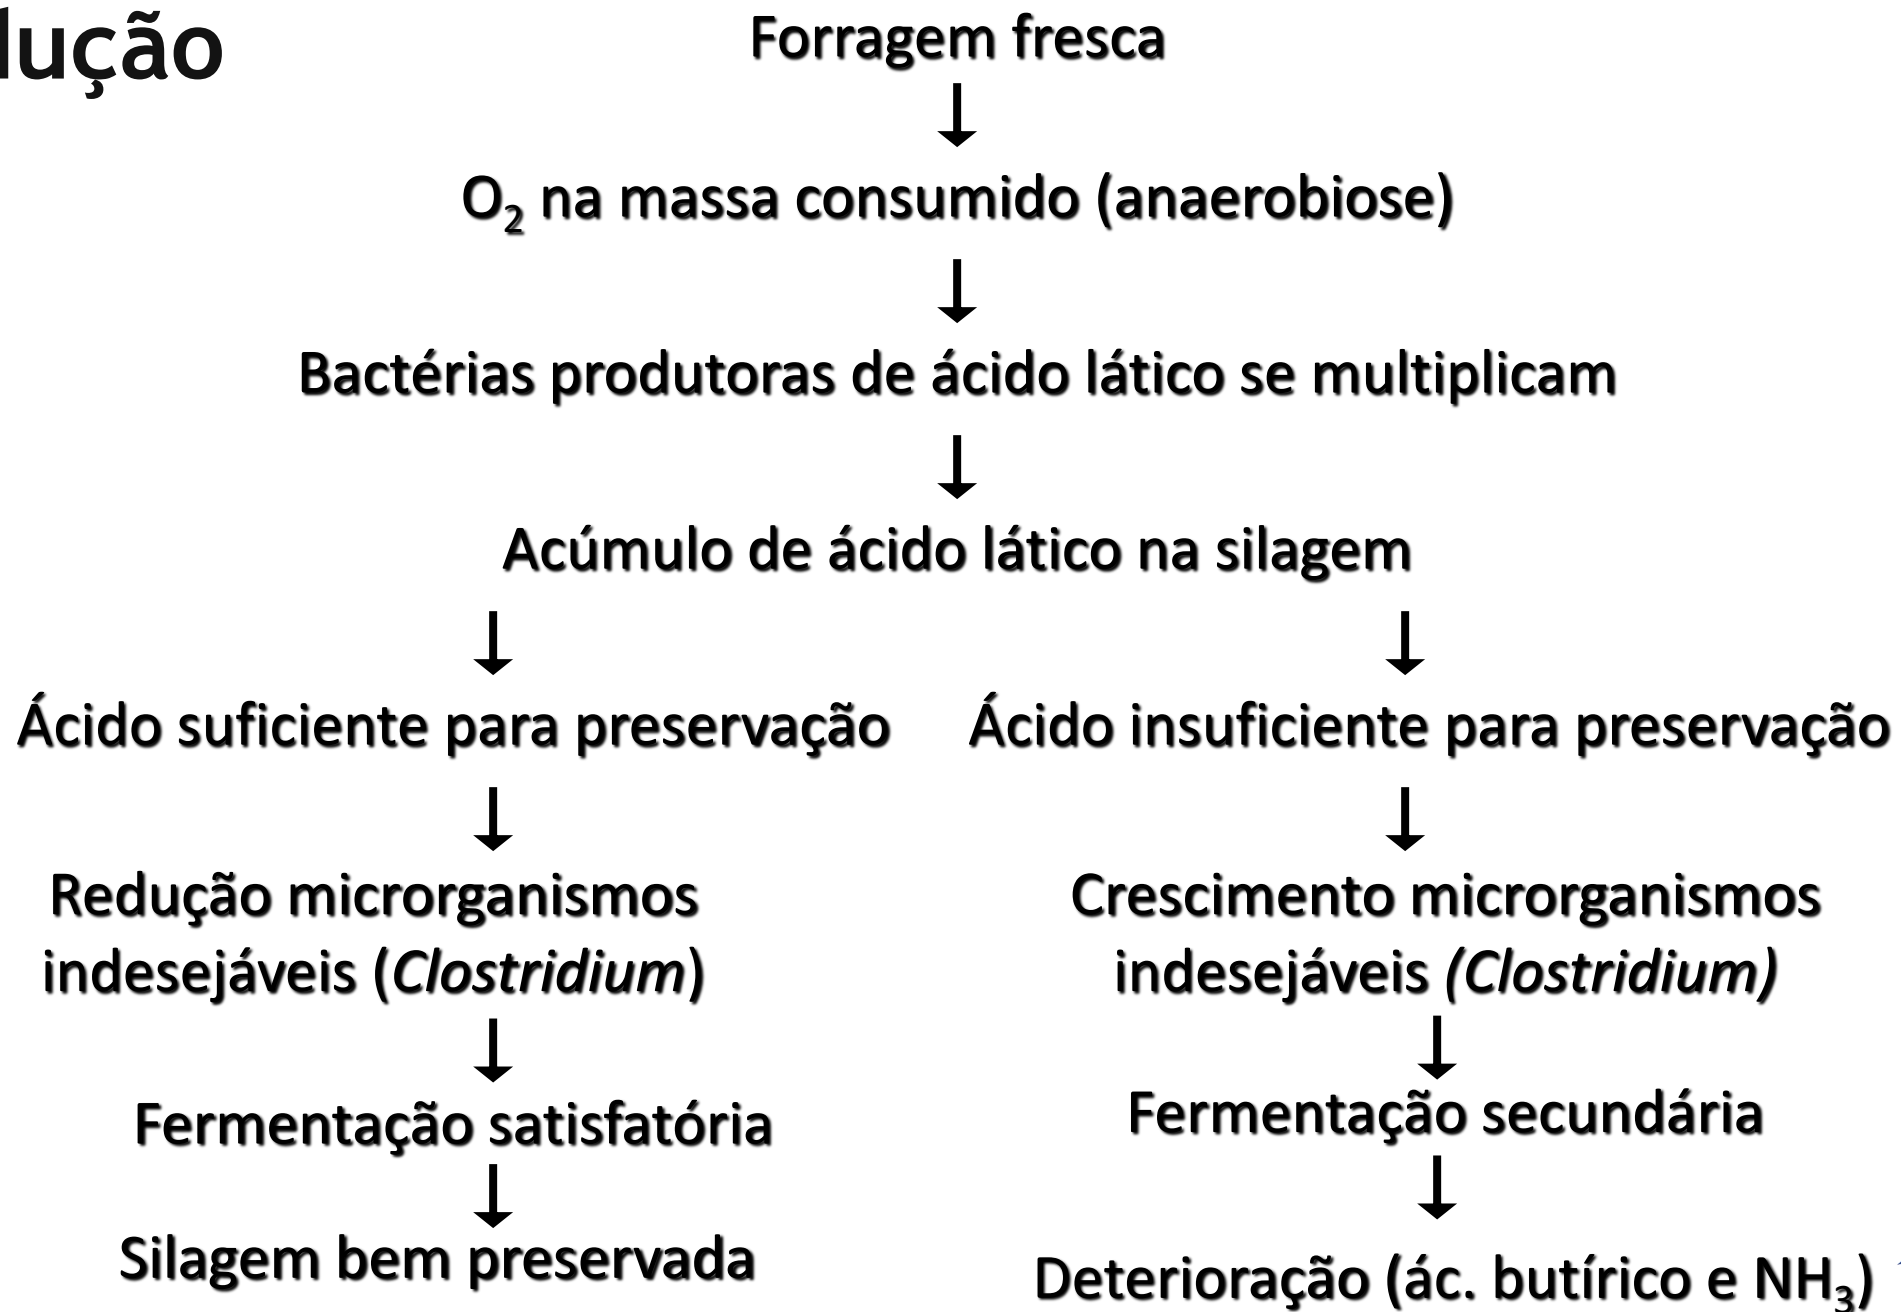 lução
Forragem fresca
O₂ na massa consumido (anaerobiose)
Bactérias produtoras de ácido lático se multiplicam
Acúmulo de ácido lático na silagem
Ácido suficiente para preservação
Ácido insuficiente para preservação
Redução microrganismos
indesejáveis (Clostridium)
Crescimento microrganismos
indesejáveis (Clostridium)
Fermentação satisfatória
Fermentação secundária
Silagem bem preservada
Deterioração (ác. butírico e NH₃)